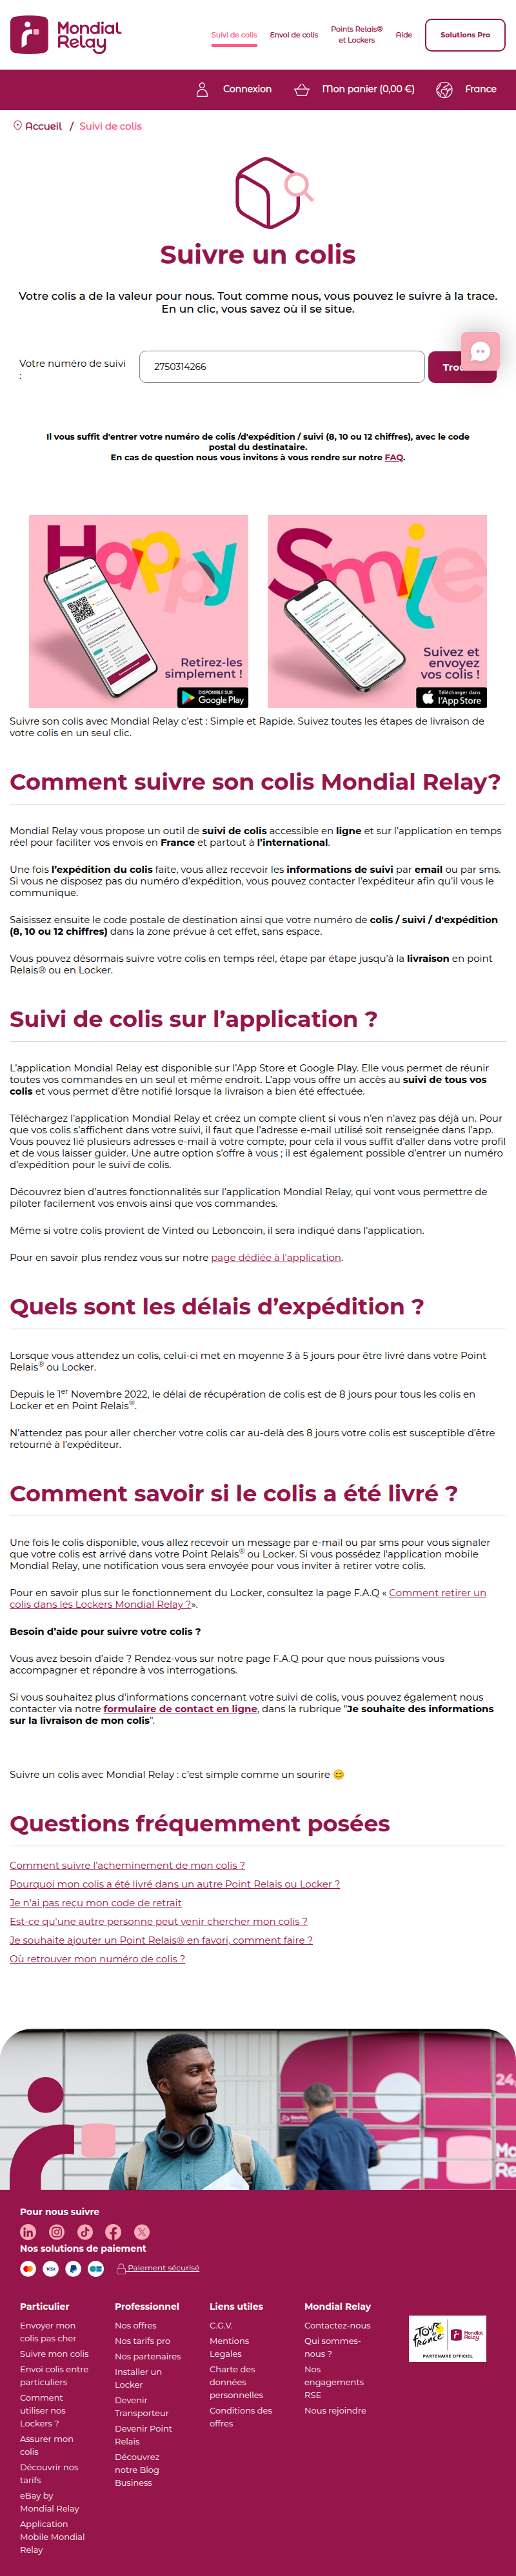 Mondial
Relay
Suivi de colis
Envoi de colis
Points Relais®
et Lockers
Aide
Solutions Pro
Connexion
Mon panier (0,00 €)
France
Accueil / Suivi de colis
Suivre un colis
Votre colis a de la valeur pour nous. Tout comme nous, vous pouvez le suivre à la trace.
En un clic, vous savez où il se situe.
Votre numéro de suivi
:
2750314266
Il vous suffit d'entrer votre numéro de colis /d'expédition / suivi (8, 10 ou 12 chiffres), avec le code
postal du destinataire.
En cas de question nous vous invitons à vous rendre sur notre FAQ.
Happy
Retirez-les
simplement !
DISPONIBLE SUR
Google Play
Smile
Suivez et
envoyez
vos colis !
Télécharger dans
l'App Store
Suivre son colis avec Mondial Relay c’est : Simple et Rapide. Suivez toutes les étapes de livraison de
votre colis en un seul clic.
Comment suivre son colis Mondial Relay?
Mondial Relay vous propose un outil de suivi de colis accessible en ligne et sur l’application en temps
réel pour faciliter vos envois en France et partout à l’international.
Une fois l’expédition du colis faite, vous allez recevoir les informations de suivi par email ou par sms.
Si vous ne disposez pas du numéro d’expédition, vous pouvez contacter l’expéditeur afin qu’il vous le
communique.
Saisissez ensuite le code postale de destination ainsi que votre numéro de colis / suivi / d'expédition
(8, 10 ou 12 chiffres) dans la zone prévue à cet effet, sans espace.
Vous pouvez désormais suivre votre colis en temps réel, étape par étape jusqu’à la livraison en point
Relais® ou en Locker.
Suivi de colis sur l’application ?
L’application Mondial Relay est disponible sur l’App Store et Google Play. Elle vous permet de réunir
toutes vos commandes en un seul et même endroit. L’app vous offre un accès au suivi de tous vos
colis et vous permet d’être notifié lorsque la livraison a bien été effectuée.
Téléchargez l’application Mondial Relay et créez un compte client si vous n’en n’avez pas déjà un. Pour
que vos colis s’affichent dans votre suivi, il faut que l’adresse e-mail utilisé soit renseignée dans l’app.
Vous pouvez lié plusieurs adresses e-mail à votre compte, pour cela il vous suffit d'aller dans votre profil
et de vous laisser guider. Une autre option s’offre à vous ; il est également possible d’entrer un numéro
d’expédition pour le suivi de colis.
Découvrez bien d’autres fonctionnalités sur l’application Mondial Relay, qui vont vous permettre de
piloter facilement vos envois ainsi que vos commandes.
Même si votre colis provient de Vinted ou Leboncoin, il sera indiqué dans l'application.
Pour en savoir plus rendez vous sur notre page dédiée à l'application.
Quels sont les délais d’expédition ?
Lorsque vous attendez un colis, celui-ci met en moyenne 3 à 5 jours pour être livré dans votre Point
Relais® ou Locker.
Depuis le 1er Novembre 2022, le délai de récupération de colis est de 8 jours pour tous les colis en
Locker et en Point Relais®.
N’attendez pas pour aller chercher votre colis car au-delà des 8 jours votre colis est susceptible d’être
retourné à l’expéditeur.
Comment savoir si le colis a été livré ?
Une fois le colis disponible, vous allez recevoir un message par e-mail ou par sms pour vous signaler
que votre colis est arrivé dans votre Point Relais® ou Locker. Si vous possédez l'application mobile
Mondial Relay, une notification vous sera envoyée pour vous inviter à retirer votre colis.
Pour en savoir plus sur le fonctionnement du Locker, consultez la page F.A.Q « Comment retirer un
colis dans les Lockers Mondial Relay ?».
Besoin d’aide pour suivre votre colis ?
Vous avez besoin d’aide ? Rendez-vous sur notre page F.A.Q pour que nous puissions vous
accompagner et répondre à vos interrogations.
Si vous souhaitez plus d'informations concernant votre suivi de colis, vous pouvez également nous
contacter via notre formulaire de contact en ligne, dans la rubrique "Je souhaite des informations
sur la livraison de mon colis".
Suivre un colis avec Mondial Relay : c’est simple comme un sourire 😊
Questions fréquemment posées
Comment suivre l’acheminement de mon colis ?
Pourquoi mon colis a été livré dans un autre Point Relais ou Locker ?
Je n'ai pas reçu mon code de retrait
Est-ce qu'une autre personne peut venir chercher mon colis ?
Je souhaite ajouter un Point Relais® en favori, comment faire ?
Où retrouver mon numéro de colis ?
Pour nous suivre
Nos solutions de paiement
VISA
Paiement sécurisé
Particulier
Envoyer mon
colis pas cher
Suivre mon colis
Envoi colis entre
particuliers
Comment
utiliser nos
Lockers ?
Assurer mon
colis
Découvrir nos
tarifs
eBay by
Mondial Relay
Application
Mobile Mondial
Relay
Professionnel
Nos offres
Nos tarifs pro
Nos partenaires
Installer un
Locker
Devenir
Transporteur
Devenir Point
Relais
Découvrez
notre Blog
Business
Liens utiles
C.G.V.
Mentions
Legales
Charte des
données
personnelles
Conditions des
offres
Mondial Relay
Contactez-nous
Qui sommes-
nous ?
Nos
engagements
RSE
Nous rejoindre
Tour de France
Mondial
Relay
PARTENAIRE OFFICIEL